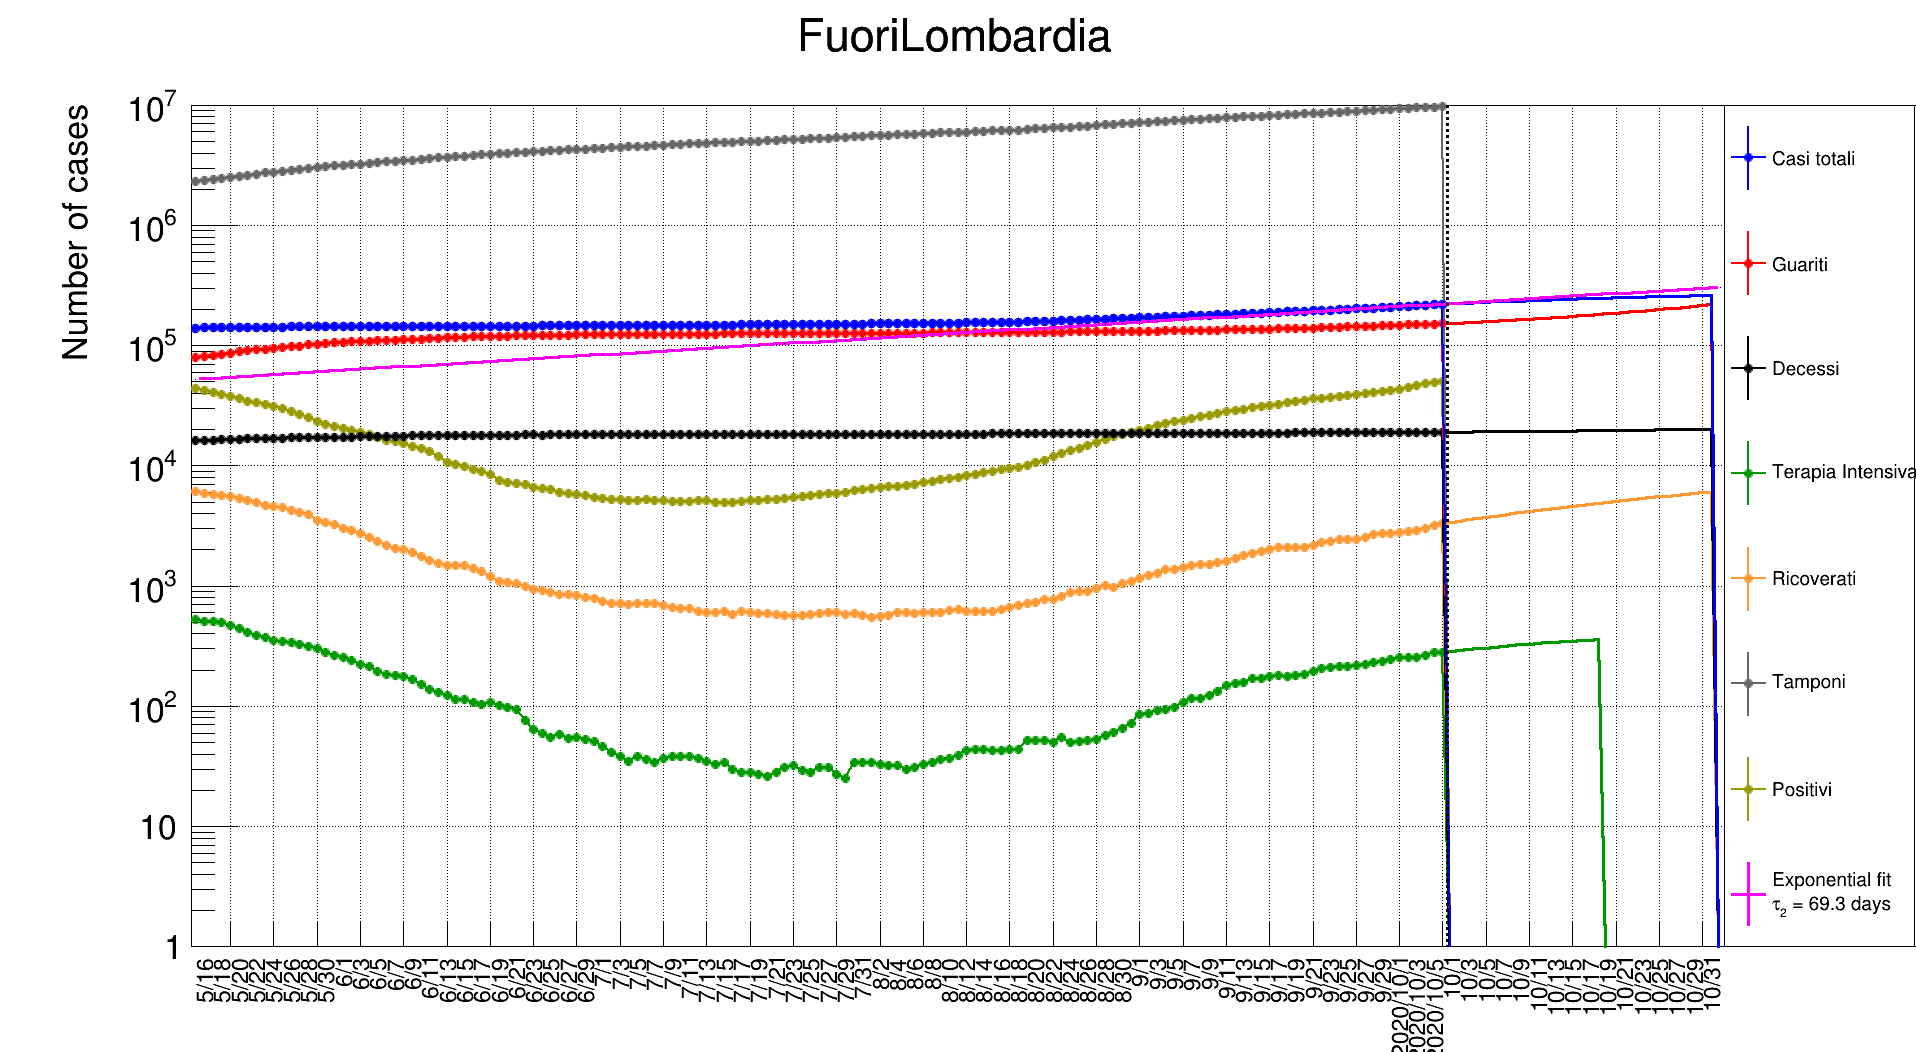 FuoriLombardia
Number of cases
10^7
10^6
10^5
10^4
10^3
10^2
10
1
5/16 5/18 5/20 5/22 5/24 5/26 5/28 5/30 6/1 6/3 6/5 6/7 6/9 6/11 6/13 6/15 6/17 6/19 6/21 6/23 6/25 6/27 6/29 7/1 7/3 7/5 7/7 7/9 7/11 7/13 7/15 7/17 7/19 7/21 7/23 7/25 7/27 7/29 7/31 8/2 8/4 8/6 8/8 8/10 8/12 8/14 8/16 8/18 8/20 8/22 8/24 8/26 8/28 8/30 9/1 9/3 9/5 9/7 9/9 9/11 9/13 9/15 9/17 9/19 9/21 9/23 9/25 9/27 9/29 2020/10/1 2020/10/3 2020/10/5 10/1 10/3 10/5 10/7 10/9 10/11 10/13 10/15 10/17 10/19 10/21 10/23 10/25 10/27 10/29 10/31
Casi totali
Guariti
Decessi
Terapia Intensiva
Ricoverati
Tamponi
Positivi
Exponential fit
τ_2 = 69.3 days